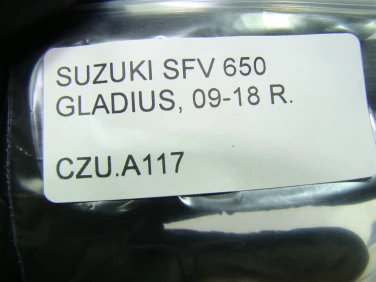 SUZUKI SFV 650
GLADIUS, 09-18 R.
CZU.A117